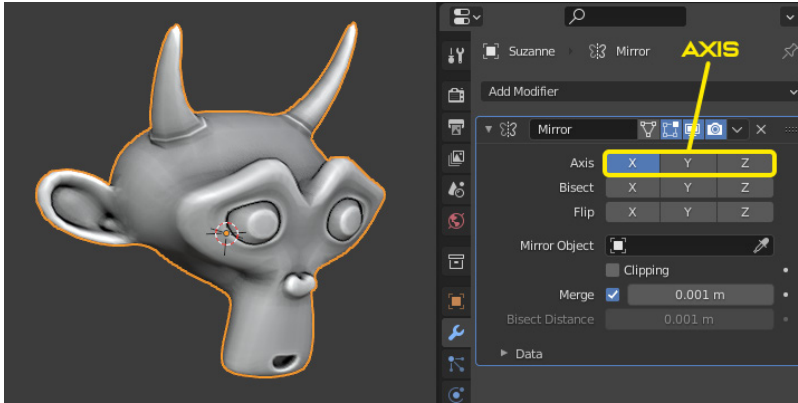 Suzanne › Mirror
AXIS
Add Modifier
Mirror
Axis X Y Z
Bisect X Y Z
Flip X Y Z
Mirror Object
Clipping
Merge 0.001 m
Bisect Distance 0.001 m
Data